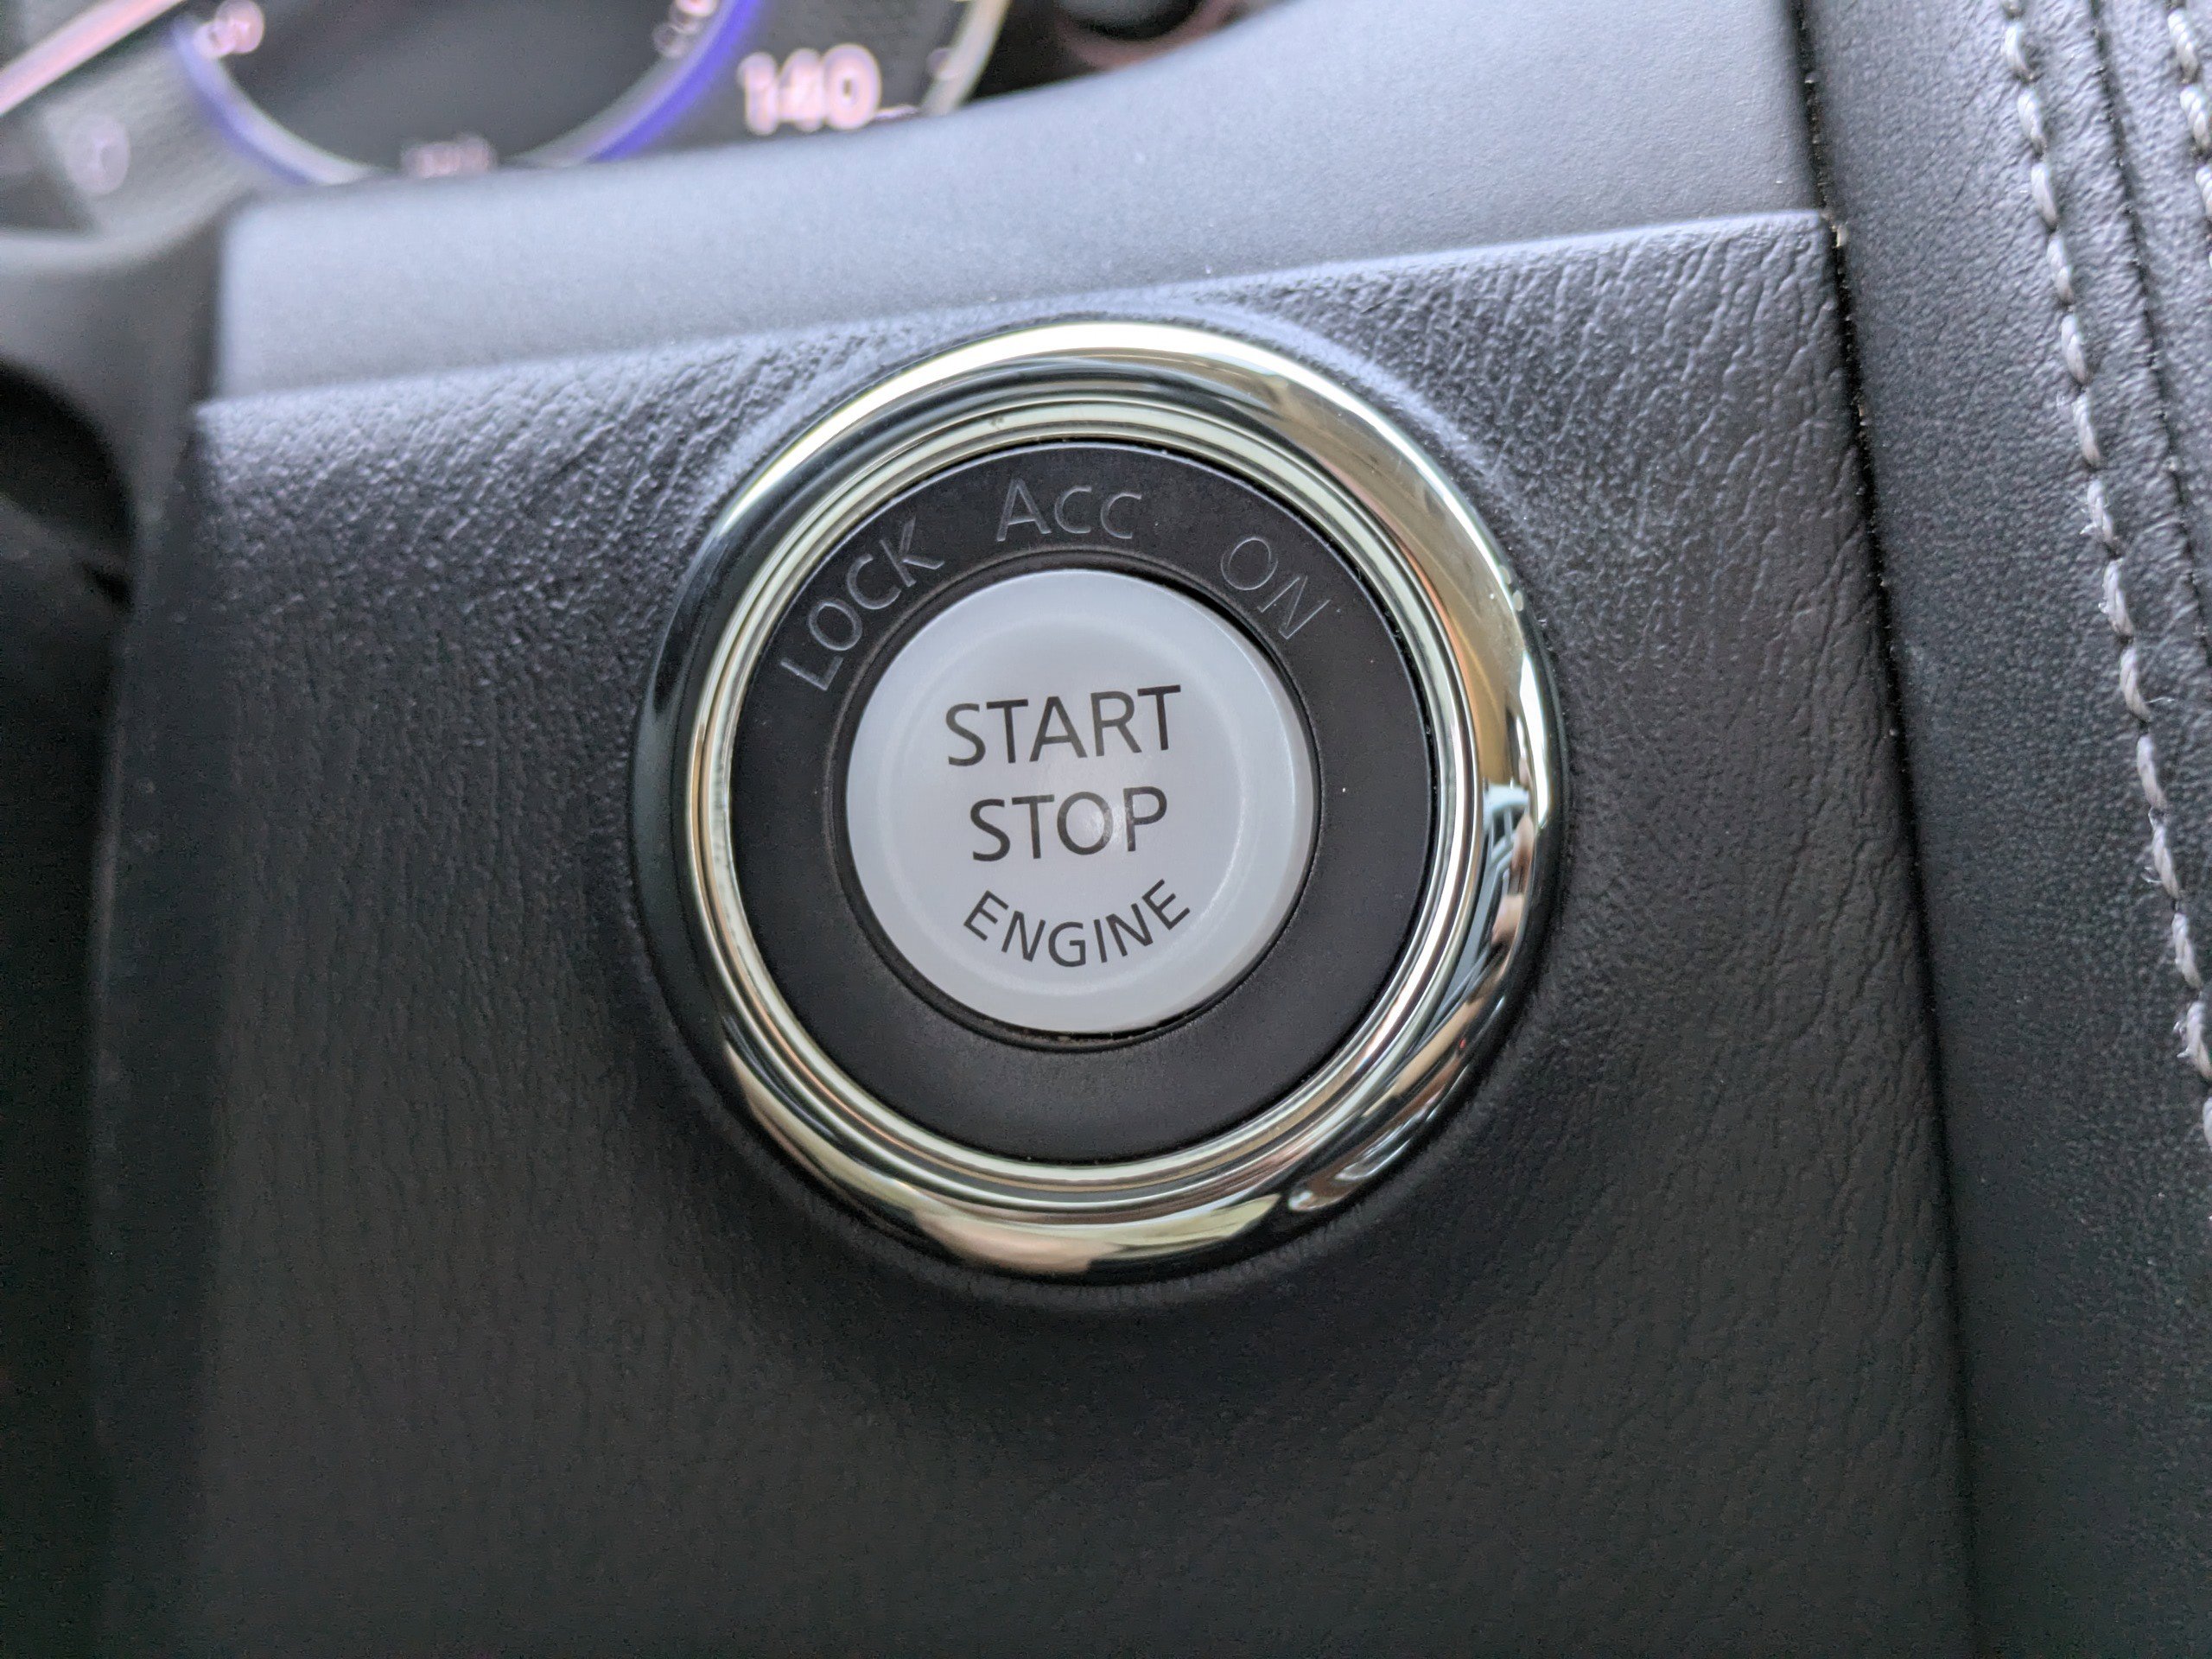 140
LOCK ACC ON
START
STOP
ENGINE